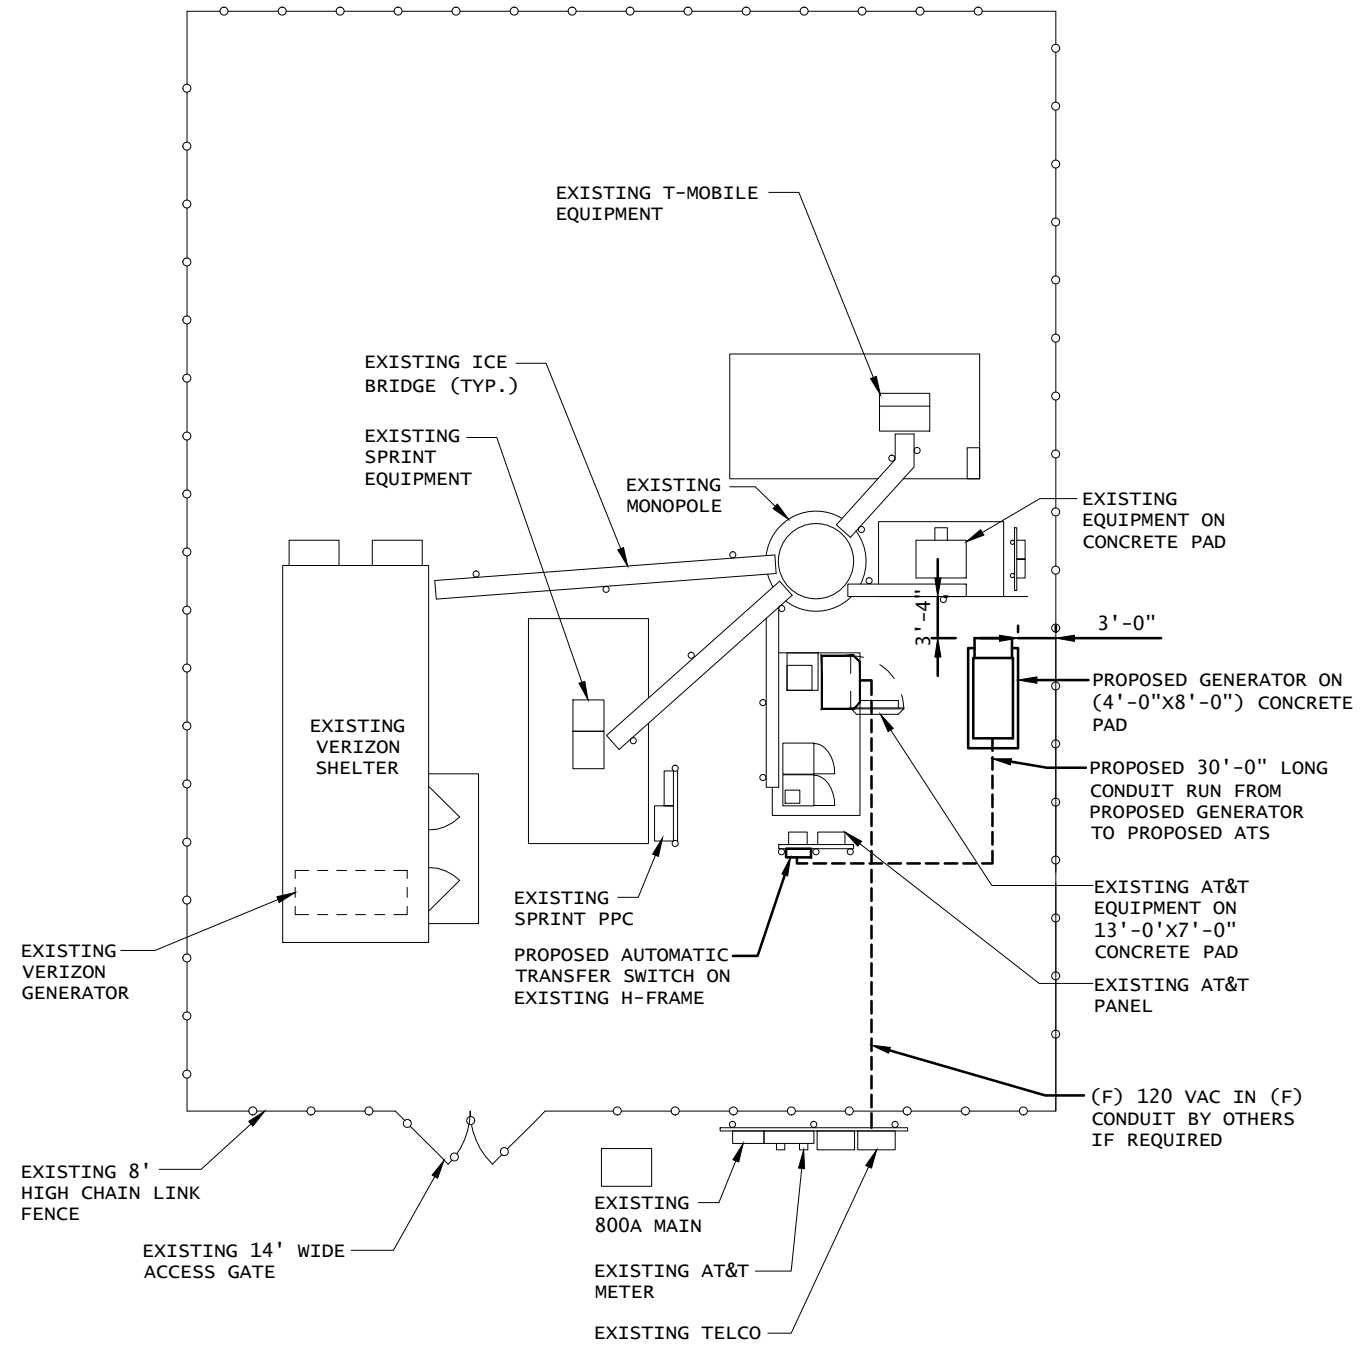 EXISTING T-MOBILE
EQUIPMENT
EXISTING ICE
BRIDGE (TYP.)
EXISTING
SPRINT
EQUIPMENT
EXISTING
MONOPOLE
EXISTING
EQUIPMENT ON
CONCRETE PAD
3'-4"
3'-0"
PROPOSED GENERATOR ON
(4'-0"X8'-0") CONCRETE
PAD
EXISTING
VERIZON
SHELTER
PROPOSED 30'-0" LONG
CONDUIT RUN FROM
PROPOSED GENERATOR
TO PROPOSED ATS
EXISTING
SPRINT PPC
EXISTING AT&T
EQUIPMENT ON
13'-0'X7'-0"
CONCRETE PAD
EXISTING
VERIZON
GENERATOR
PROPOSED AUTOMATIC
TRANSFER SWITCH ON
EXISTING H-FRAME
EXISTING AT&T
PANEL
(F) 120 VAC IN (F)
CONDUIT BY OTHERS
IF REQUIRED
EXISTING 8'
HIGH CHAIN LINK
FENCE
EXISTING
800A MAIN
EXISTING 14' WIDE
ACCESS GATE
EXISTING AT&T
METER
EXISTING TELCO